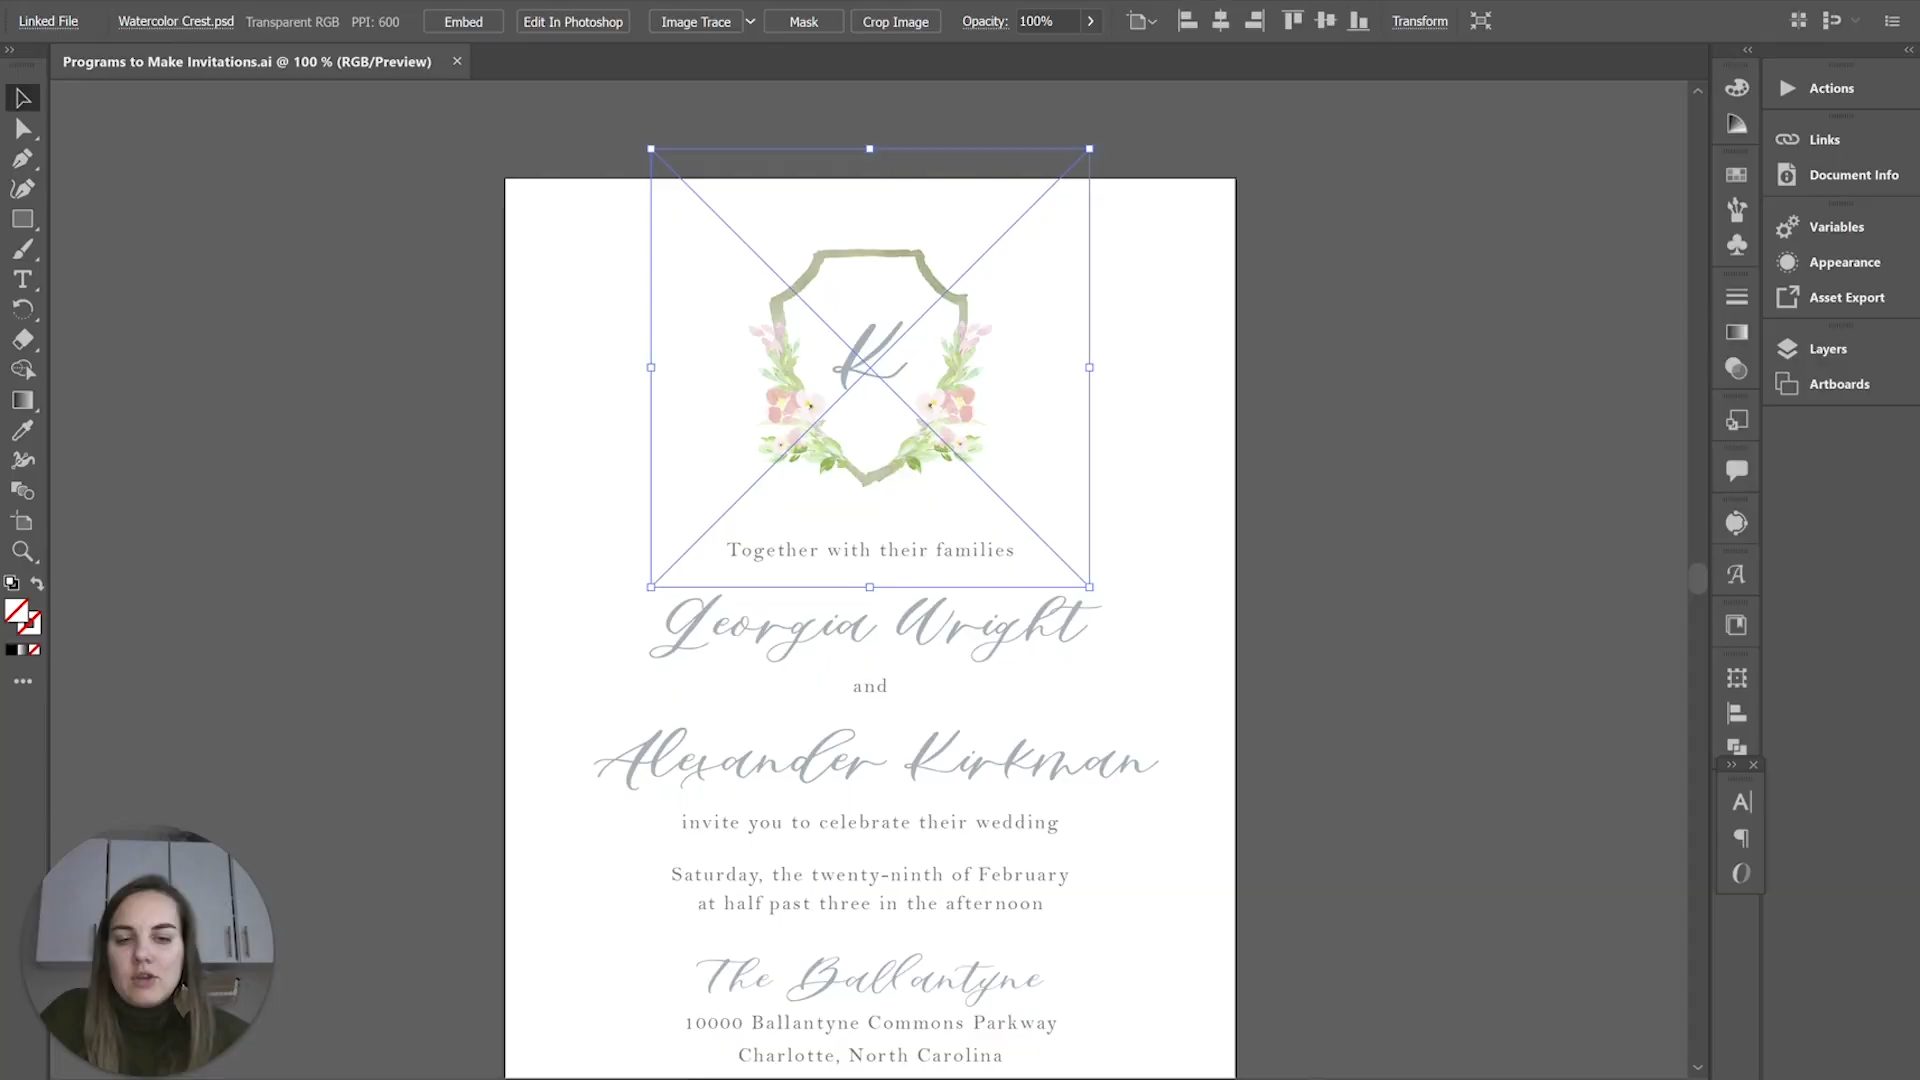 Linked File Watercolor Crest.psd Transparent RGB PPI: 600 Embed Edit In Photoshop Image Trace Mask Crop Image Opacity: 100% Transform
Programs to Make Invitations.ai @ 100 % (RGB/Preview)
Actions
Links
Document Info
Variables
Appearance
Asset Export
Layers
Artboards
K
Together with their families
Georgia Wright
and
Alexander Kirkman
invite you to celebrate their wedding
Saturday, the twenty-ninth of February
at half past three in the afternoon
The Ballantyne
10000 Ballantyne Commons Parkway
Charlotte, North Carolina